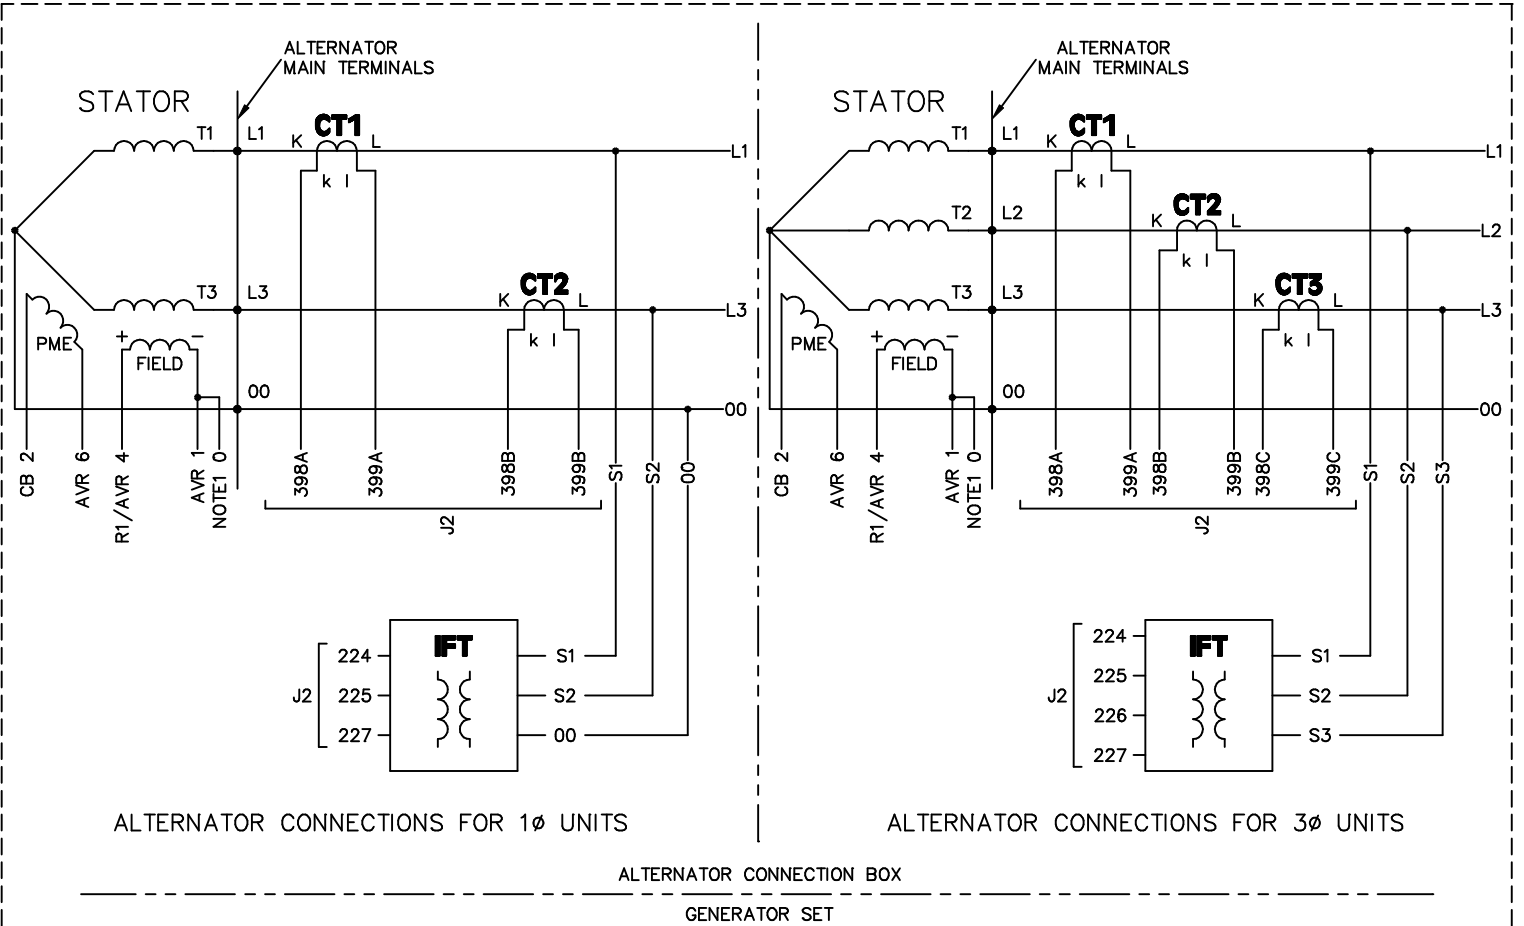 ALTERNATOR
MAIN TERMINALS
STATOR
T1
L1
K
CT1
L
L1
k l
T3
L3
K
CT2
L
L3
k l
PME
+
−
FIELD
00
00
CB 2
AVR 6
R1/AVR 4
AVR 1
NOTE1 0
398A
399A
398B
399B
S1
S2
00
J2
IFT
J2
224
S1
225
S2
227
00
ALTERNATOR CONNECTIONS FOR 1ø UNITS
ALTERNATOR
MAIN TERMINALS
STATOR
T1
L1
K
CT1
L
L1
k l
T2
L2
K
CT2
L
L2
k l
T3
L3
K
CT3
L
L3
k l
PME
+
−
FIELD
00
00
CB 2
AVR 6
R1/AVR 4
AVR 1
NOTE1 0
398A
399A
398B
399B
398C
399C
S1
S2
S3
J2
IFT
J2
224
S1
225
S2
226
S3
227
ALTERNATOR CONNECTIONS FOR 3ø UNITS
ALTERNATOR CONNECTION BOX
GENERATOR SET